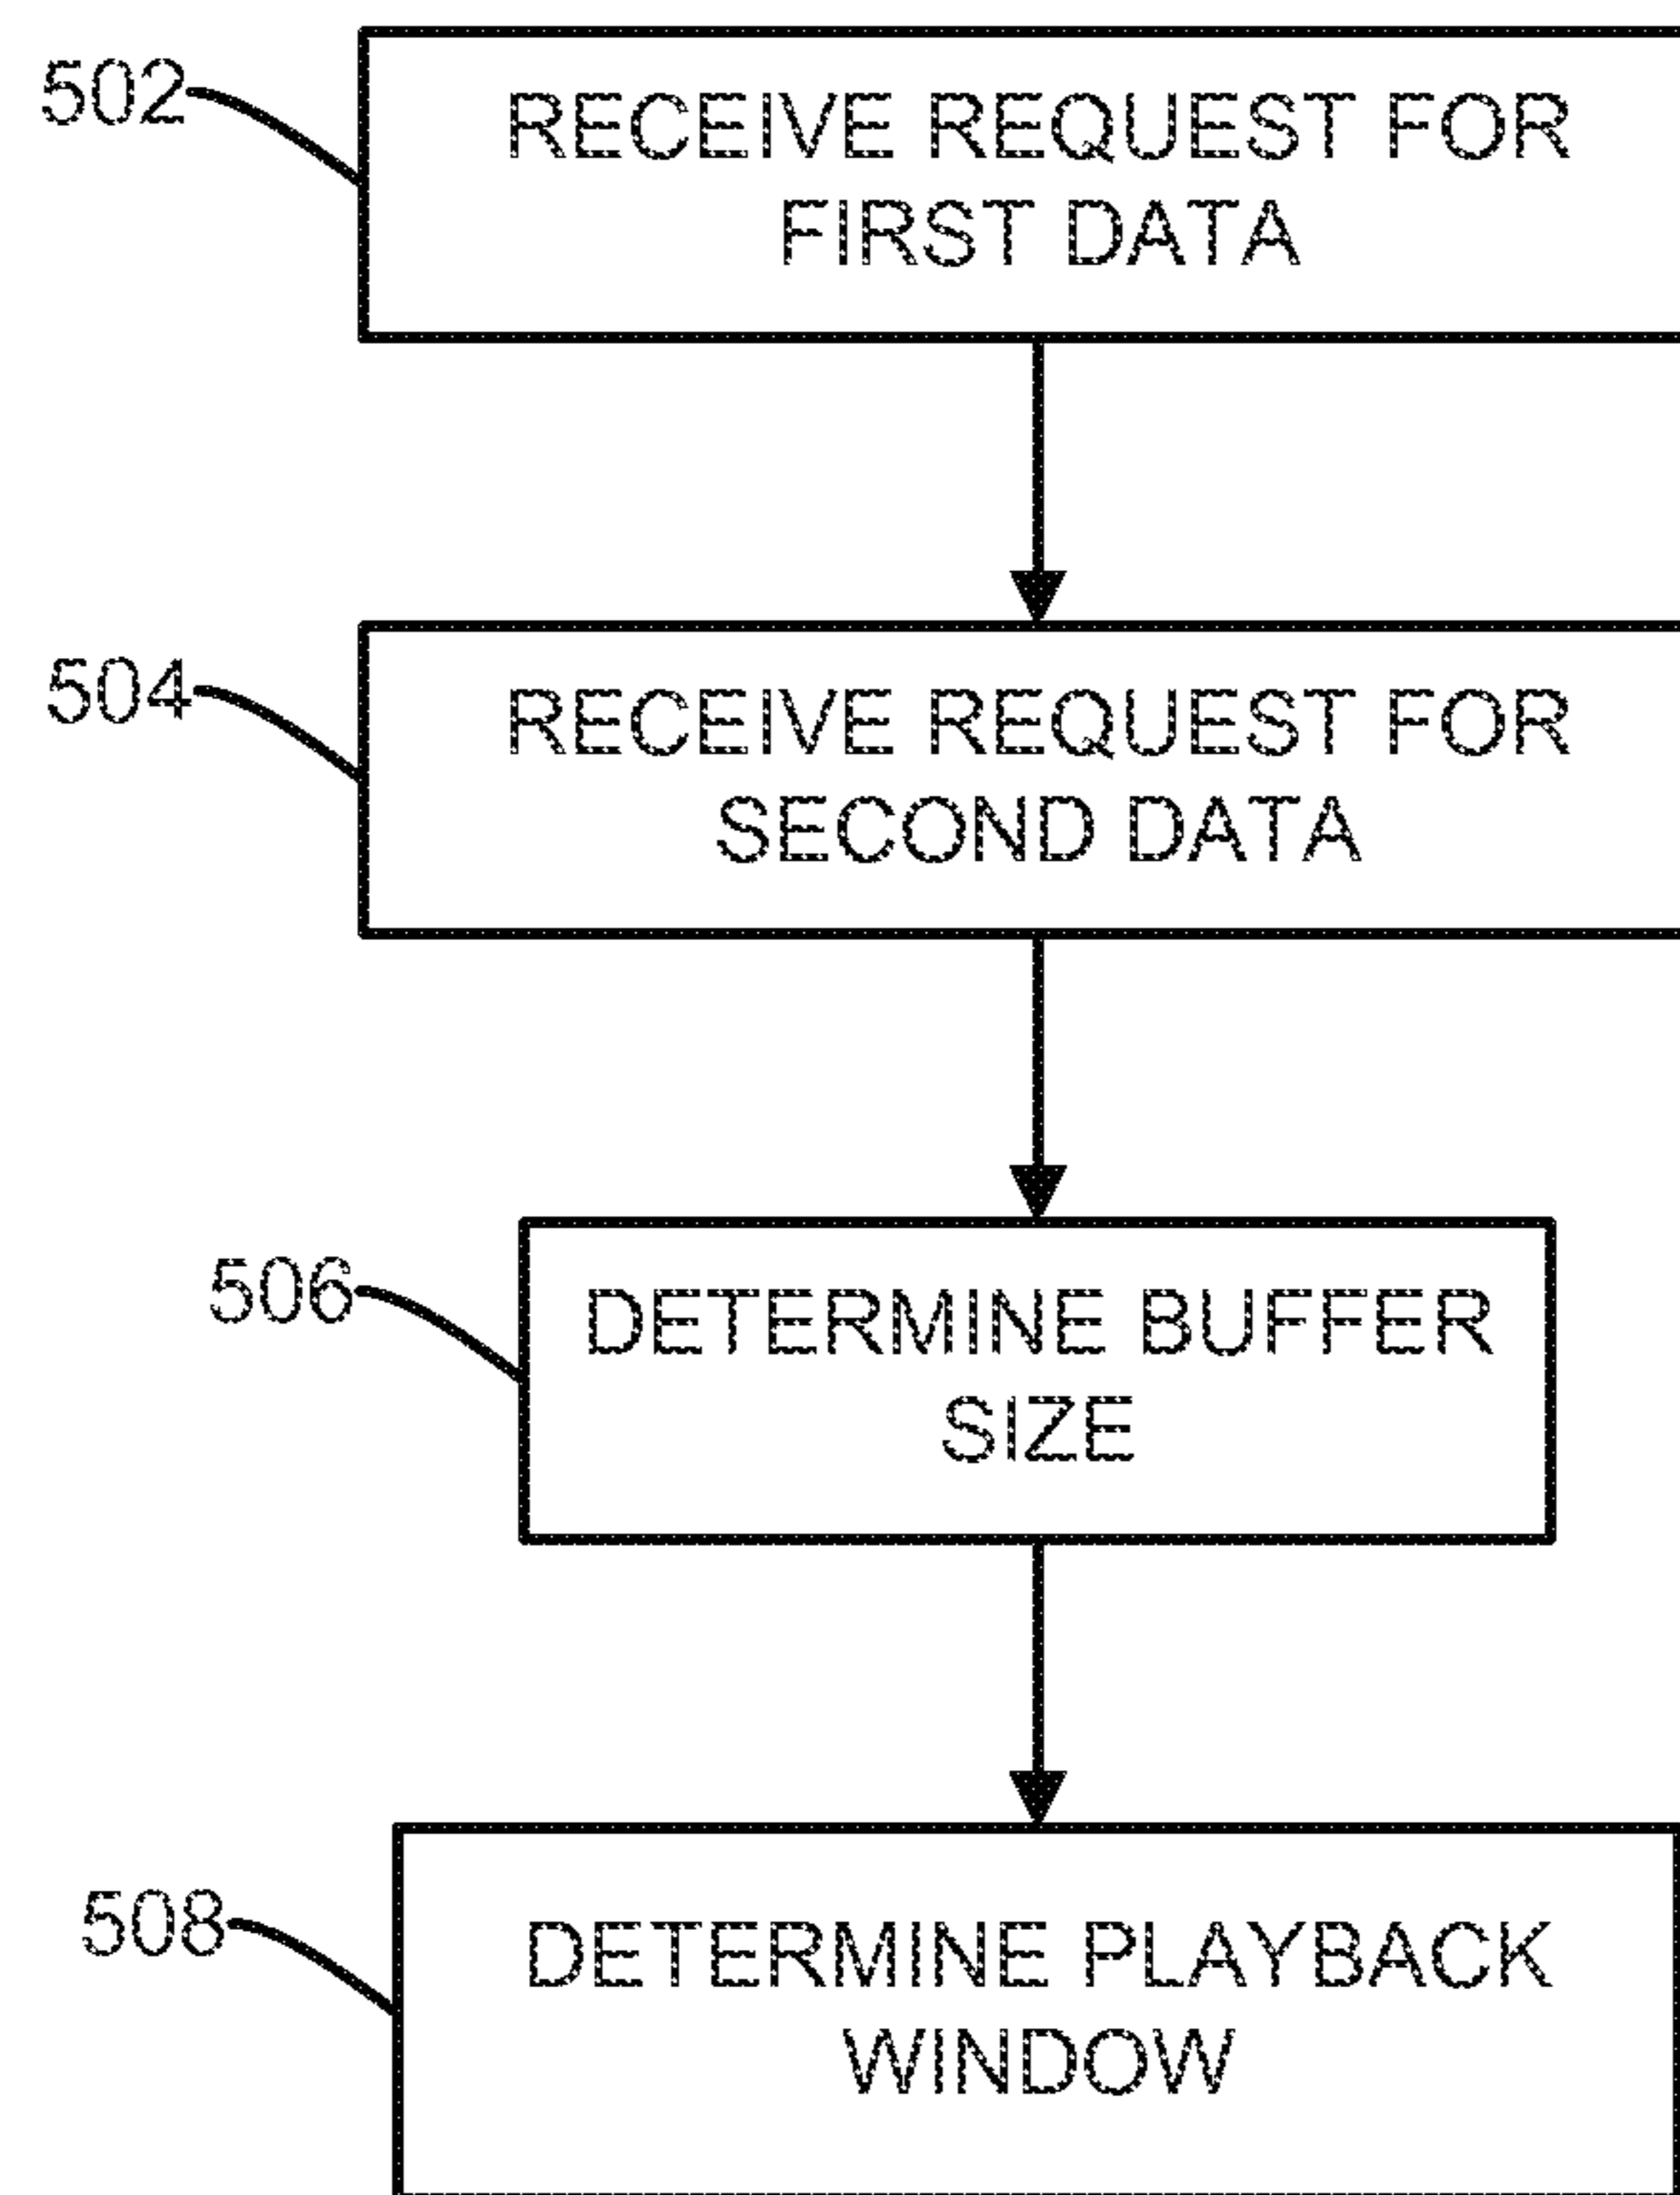 502
RECEIVE REQUEST FOR
FIRST DATA
504
RECEIVE REQUEST FOR
SECOND DATA
506
DETERMINE BUFFER
SIZE
508
DETERMINE PLAYBACK
WINDOW